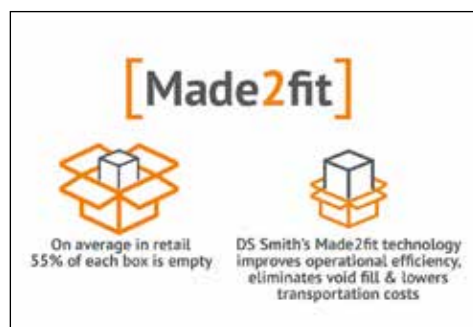 [Made2fit]
On average in retail
55% of each box is empty
DS Smith's Made2fit technology
improves operational efficiency,
eliminates void fill & lowers
transportation costs